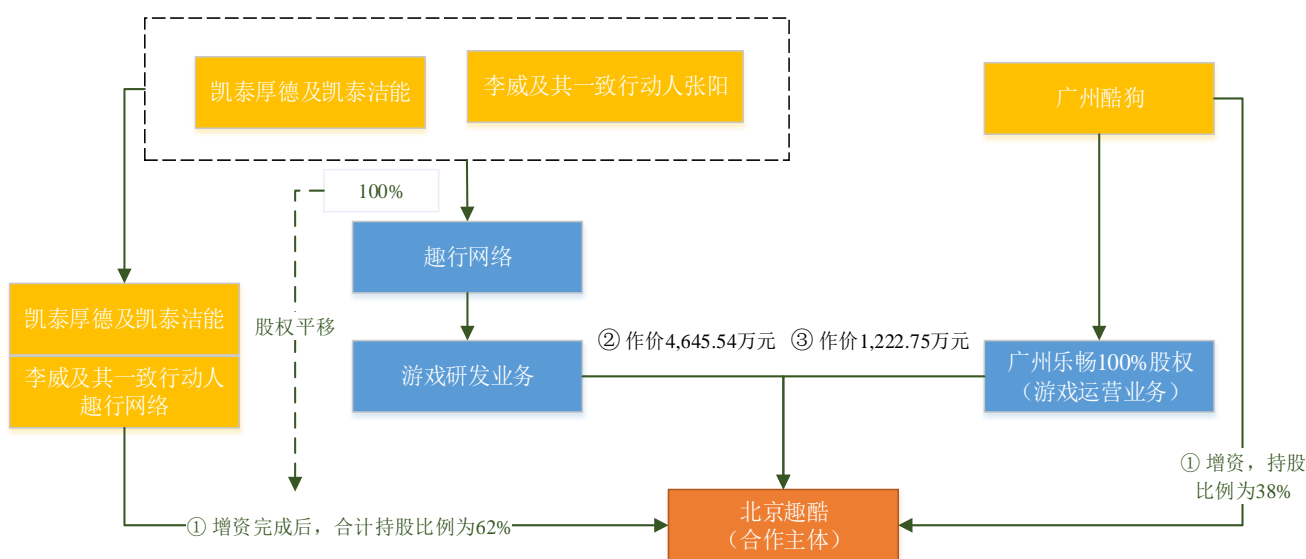 凯泰厚德及凯泰洁能
李威及其一致行动人张阳
广州酷狗
100%
趣行网络
凯泰厚德及凯泰洁能
李威及其一致行动人
趣行网络
股权平移
游戏研发业务
② 作价4,645.54万元
③ 作价1,222.75万元
广州乐畅100%股权
（游戏运营业务）
① 增资，持股
比例为38%
① 增资完成后，合计持股比例为62%
北京趣酷
（合作主体）